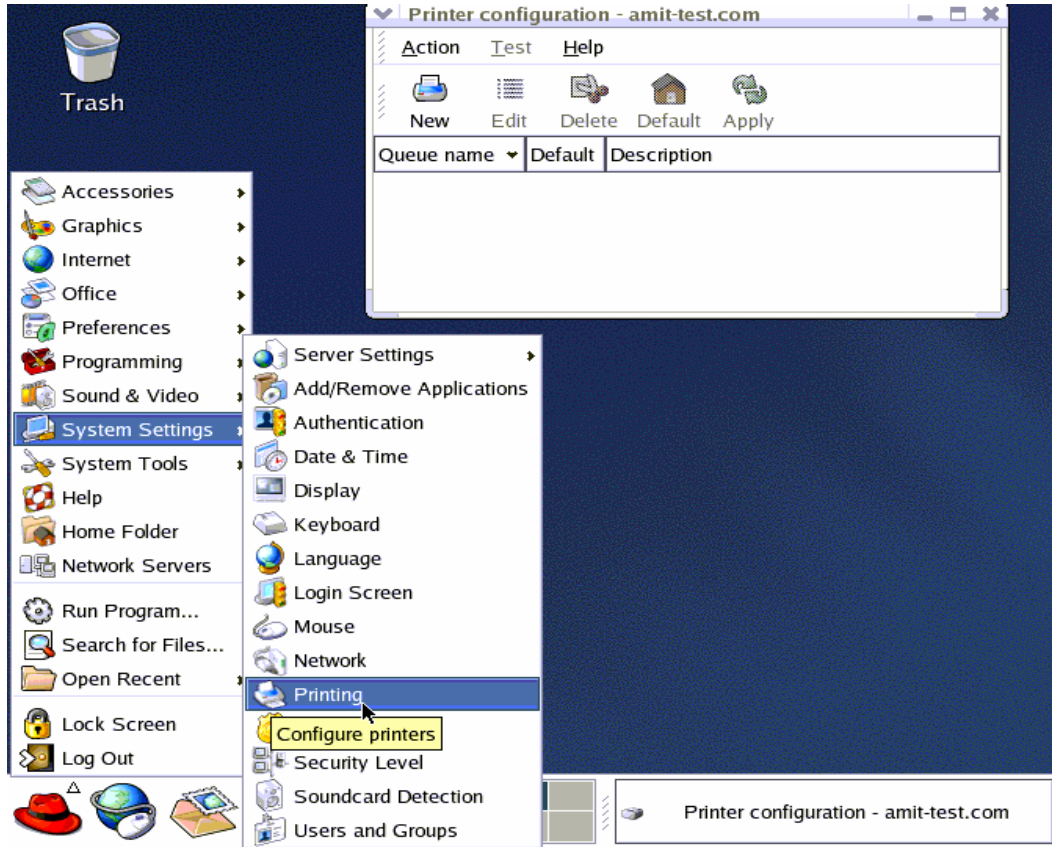 Printer configuration - amit-test.com
Action Test Help
New Edit Delete Default Apply
Queue name Default Description
Trash
Accessories
Graphics
Internet
Office
Preferences
Programming
Sound & Video
System Settings
System Tools
Help
Home Folder
Network Servers
Run Program...
Search for Files...
Open Recent
Lock Screen
Log Out
Server Settings
Add/Remove Applications
Authentication
Date & Time
Display
Keyboard
Language
Login Screen
Mouse
Network
Printing
Configure printers
Security Level
Soundcard Detection
Users and Groups
Printer configuration - amit-test.com